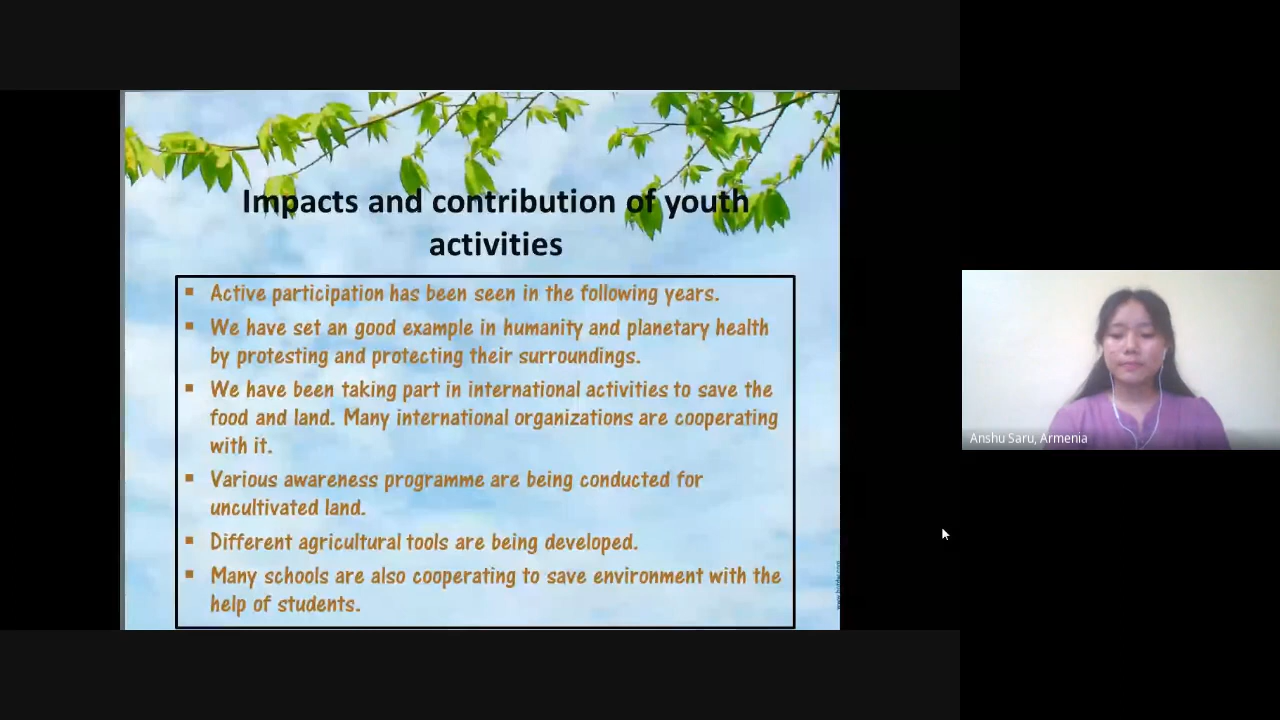 Impacts and contribution of youth
activities
▪ Active participation has been seen in the following years.
▪ We have set an good example in humanity and planetary health
by protesting and protecting their surroundings.
▪ We have been taking part in international activities to save the
food and land. Many international organizations are cooperating
with it.
▪ Various awareness programme are being conducted for
uncultivated land.
▪ Different agricultural tools are being developed.
▪ Many schools are also cooperating to save environment with the
help of students.
Anshu Saru, Armenia